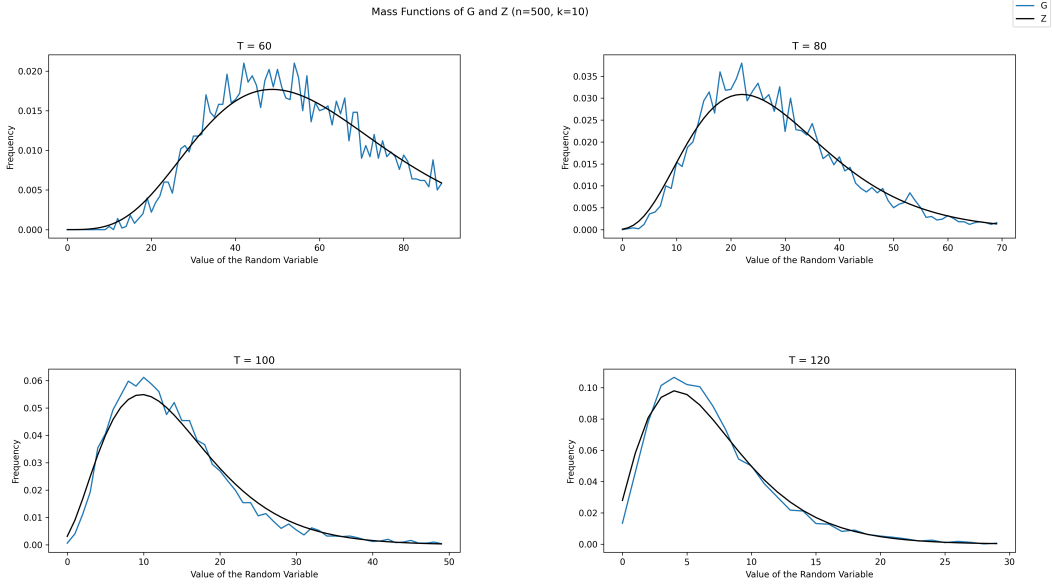 Mass Functions of G and Z (n=500, k=10)
G
Z
T = 60
Frequency
0.020
0.015
0.010
0.005
0.000
0 20 40 60 80
Value of the Random Variable
T = 80
Frequency
0.035
0.030
0.025
0.020
0.015
0.010
0.005
0.000
0 10 20 30 40 50 60 70
Value of the Random Variable
T = 100
Frequency
0.06
0.05
0.04
0.03
0.02
0.01
0.00
0 10 20 30 40 50
Value of the Random Variable
T = 120
Frequency
0.10
0.08
0.06
0.04
0.02
0.00
0 5 10 15 20 25 30
Value of the Random Variable